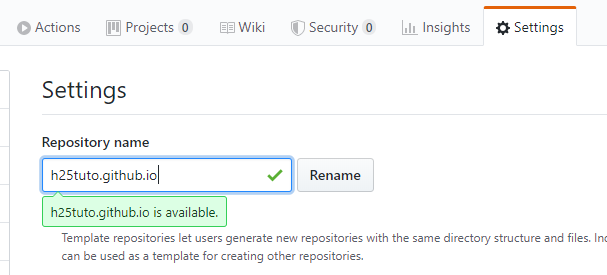 Actions Projects 0 Wiki Security 0 Insights Settings
Settings
Repository name
h25tuto.github.io Rename
h25tuto.github.io is available.
Template repositories let users generate new repositories with the same directory structure and files.
can be used as a template for creating other repositories.